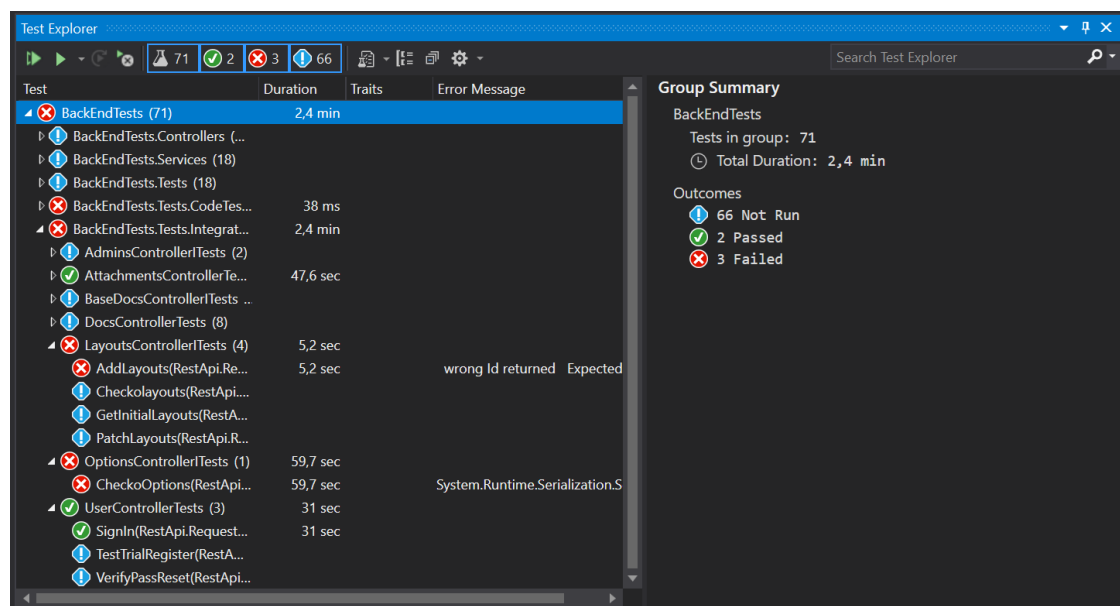 Test Explorer
71 2 3 66 Search Test Explorer
Test Duration Traits Error Message
BackEndTests (71) 2,4 min
BackEndTests.Controllers (...
BackEndTests.Services (18)
BackEndTests.Tests (18)
BackEndTests.Tests.CodeTes... 38 ms
BackEndTests.Tests.Integrat... 2,4 min
AdminsControllerITests (2)
AttachmentsControllerTe... 47,6 sec
BaseDocsControllerITests ...
DocsControllerTests (8)
LayoutsControllerITests (4) 5,2 sec
AddLayouts(RestApi.Re... 5,2 sec wrong Id returned Expected
Checkolayouts(RestApi....
GetInitialLayouts(RestA...
PatchLayouts(RestApi.R...
OptionsControllerITests (1) 59,7 sec
CheckoOptions(RestApi... 59,7 sec System.Runtime.Serialization.S
UserControllerTests (3) 31 sec
SignIn(RestApi.Request... 31 sec
TestTrialRegister(RestA...
VerifyPassReset(RestApi...
Group Summary
BackEndTests
Tests in group: 71
Total Duration: 2,4 min
Outcomes
66 Not Run
2 Passed
3 Failed